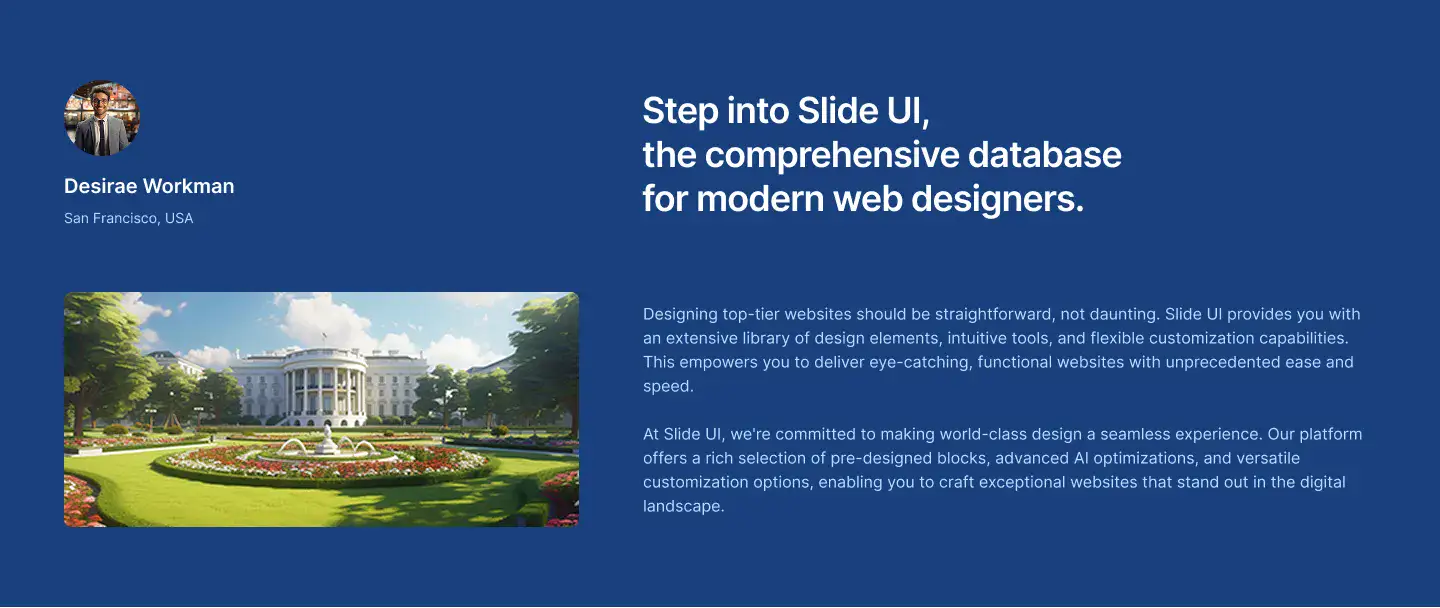 Desirae Workman
San Francisco, USA
Step into Slide UI,
the comprehensive database
for modern web designers.
Designing top-tier websites should be straightforward, not daunting. Slide UI provides you with
an extensive library of design elements, intuitive tools, and flexible customization capabilities.
This empowers you to deliver eye-catching, functional websites with unprecedented ease and
speed.
At Slide UI, we're committed to making world-class design a seamless experience. Our platform
offers a rich selection of pre-designed blocks, advanced AI optimizations, and versatile
customization options, enabling you to craft exceptional websites that stand out in the digital
landscape.